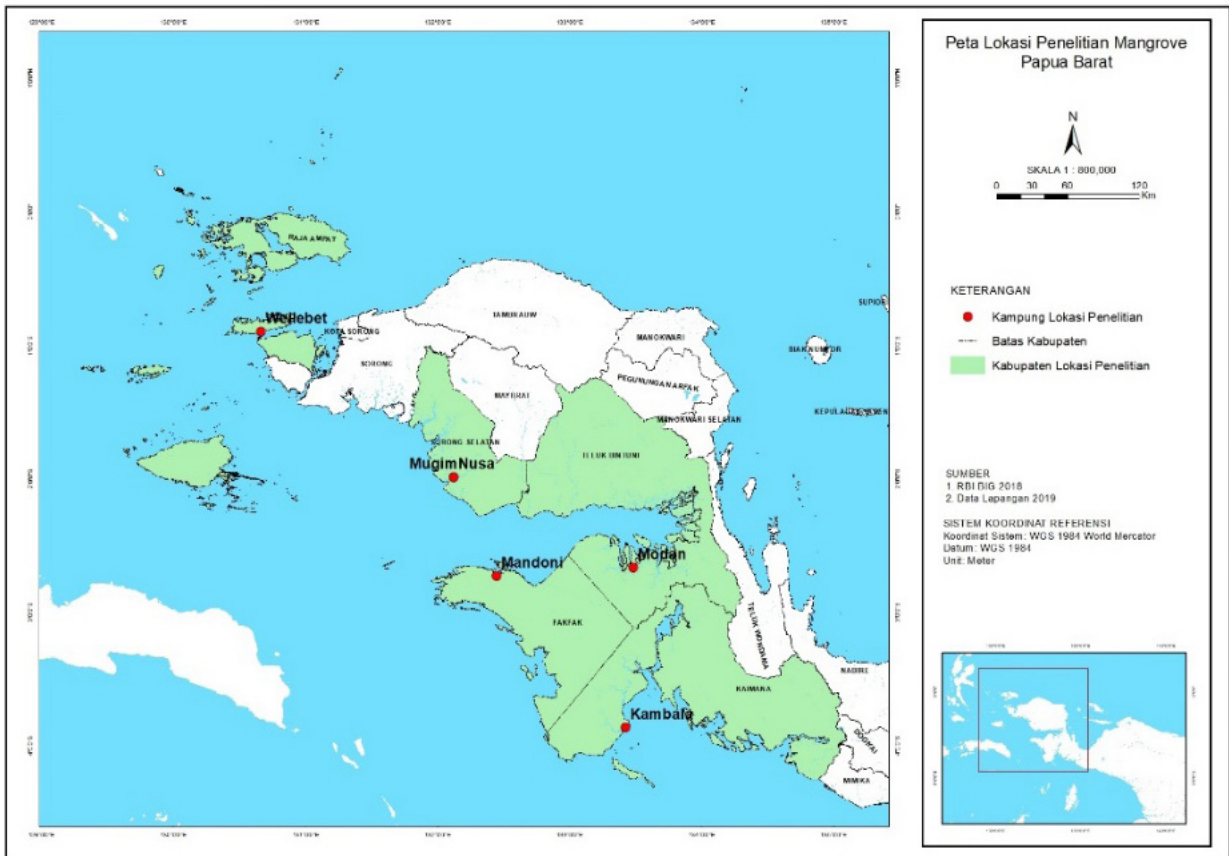 Peta Lokasi Penelitian Mangrove
Papua Barat
N
SKALA 1 : 800,000
0 30 60 120
Km
KETERANGAN
Kampung Lokasi Penelitian
Batas Kabupaten
Kabupaten Lokasi Penelitian
SUMBER
1. RBI BIG 2018
2. Data Lapangan 2019
SISTEM KOORDINAT REFERENSI
Koordinat Sistem: WGS 1984 World Mercator
Datum: WGS 1984
Unit: Meter
RAJA AMPAT
Wellebet
KOTA SORONG
SORONG
TAMBRAUW
MANOKWARI
SUPIORI
BIAK NUMFOR
MAYBRAT
PEGUNUNGAN ARFAK
MANOKWARI SELATAN
SORONG SELATAN
TELUK BINTUNI
MugimNusa
Mandoni
Modan
FAKFAK
TELUK WONDAMA
KAIMANA
NABIRE
Kambala
DOGIYAI
MIMIKA